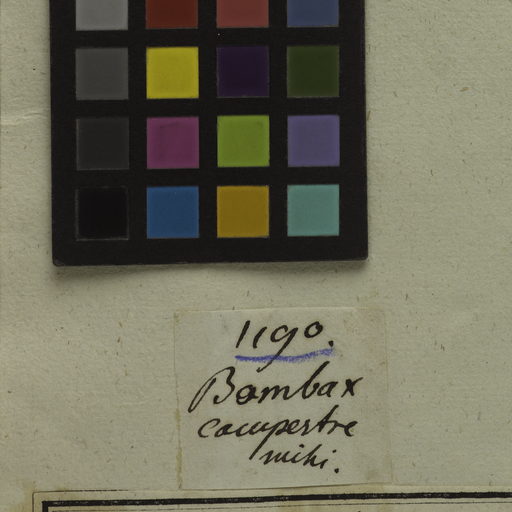 1190.
Bombax
campestre
mihi.